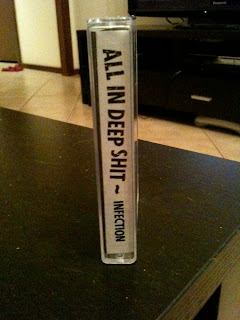 ALL IN DEEP SHIT ~ INFECTION